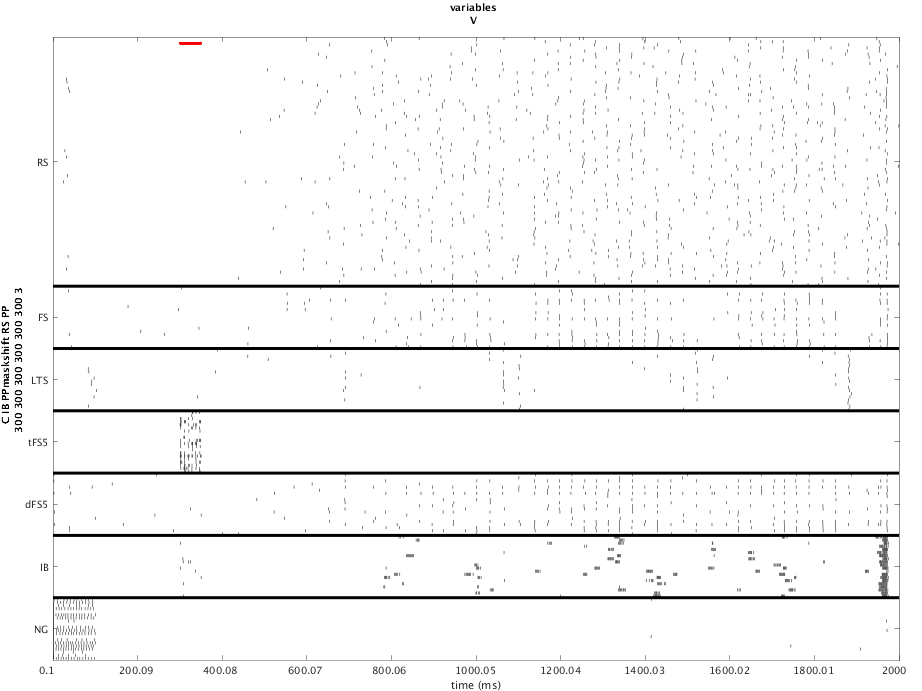 variables
V
RS
FS
LTS
tFS5
dFS5
IB
NG
C IB PPmaskshift RS PP
300 300 300 300 300 300 300 3
0.1 200.09 400.08 600.07 800.06 1000.05 1200.04 1400.03 1600.02 1800.01 2000
time (ms)